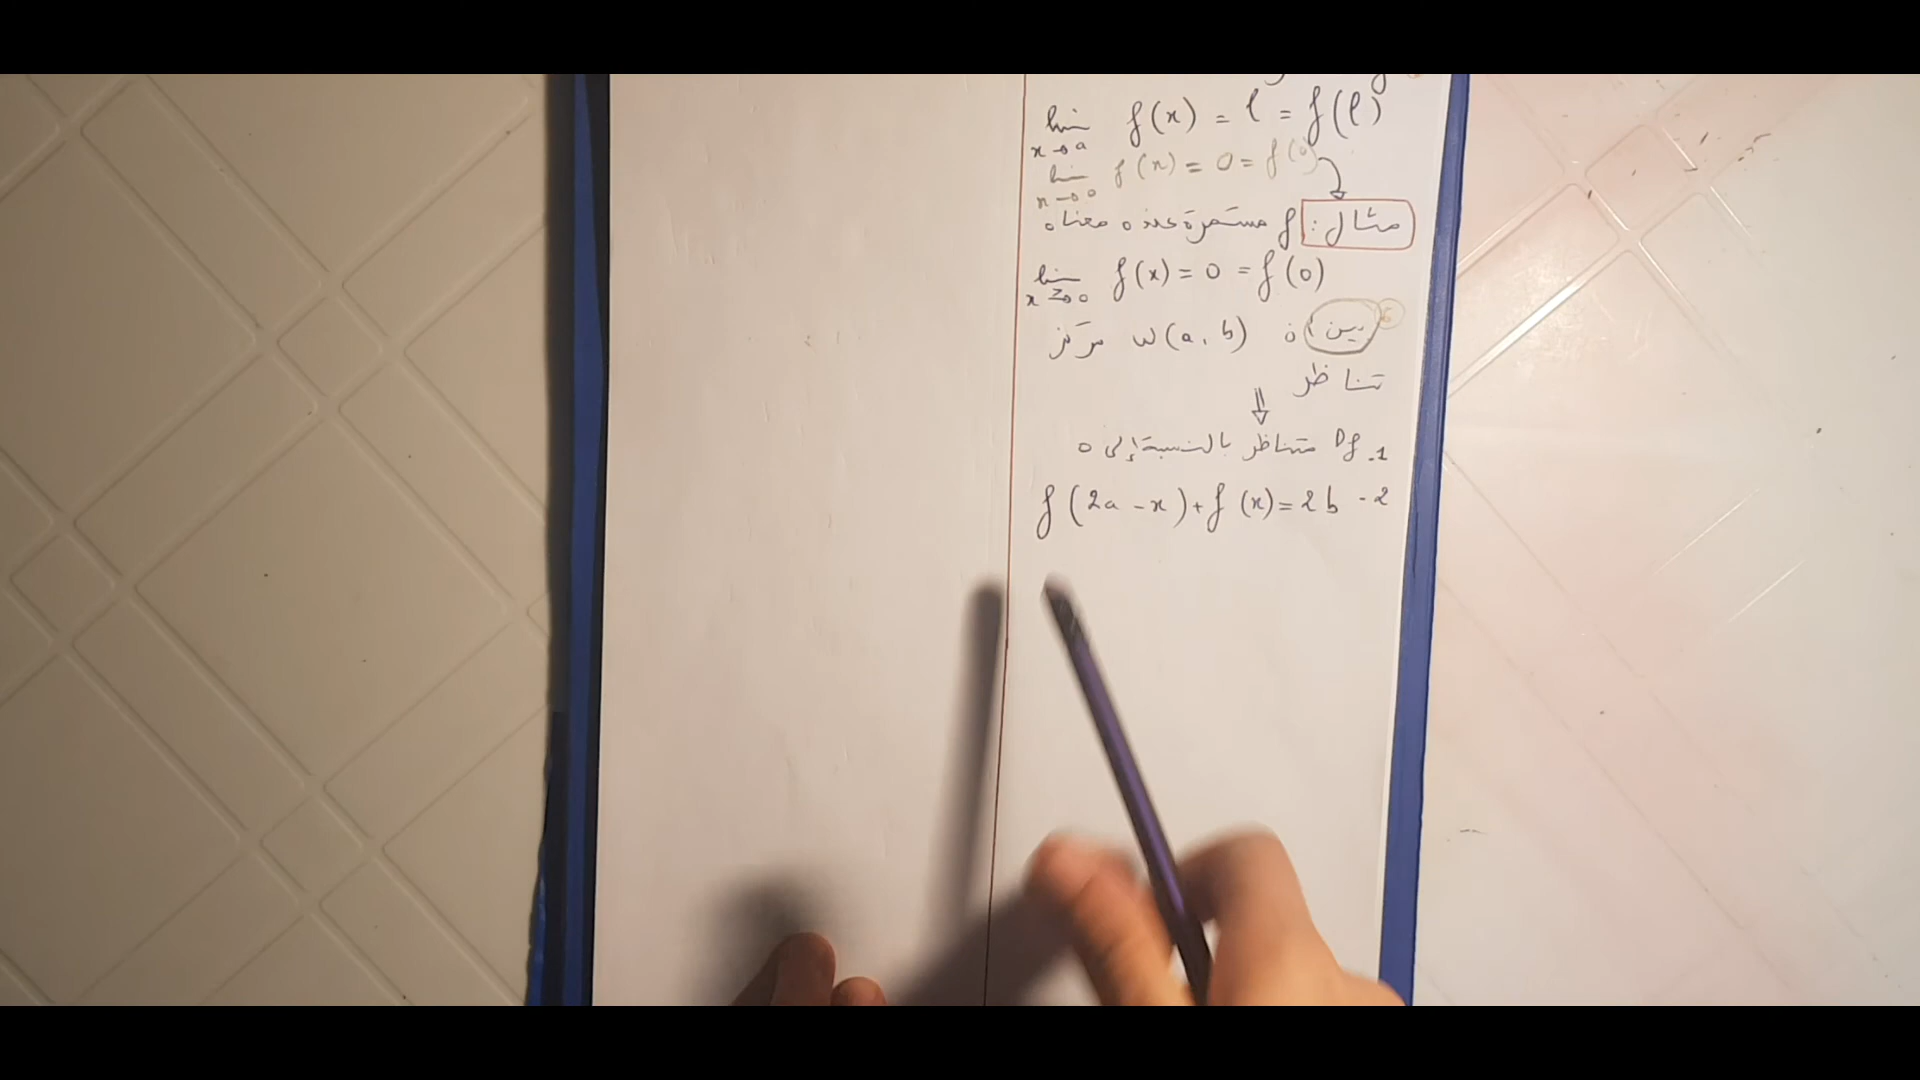 lim f(x) = l = f(l)
x→a
lim f(x) = 0 = f(0)
x→0
مثال: f مستمرة عند 0 معناه
lim f(x) = 0 = f(0)
x →0
بين أن w(a, b) مركز
تناظر
⇓
1- Df متناظر بالنسبة إلى 0
2- f(2a - x) + f(x) = 2b